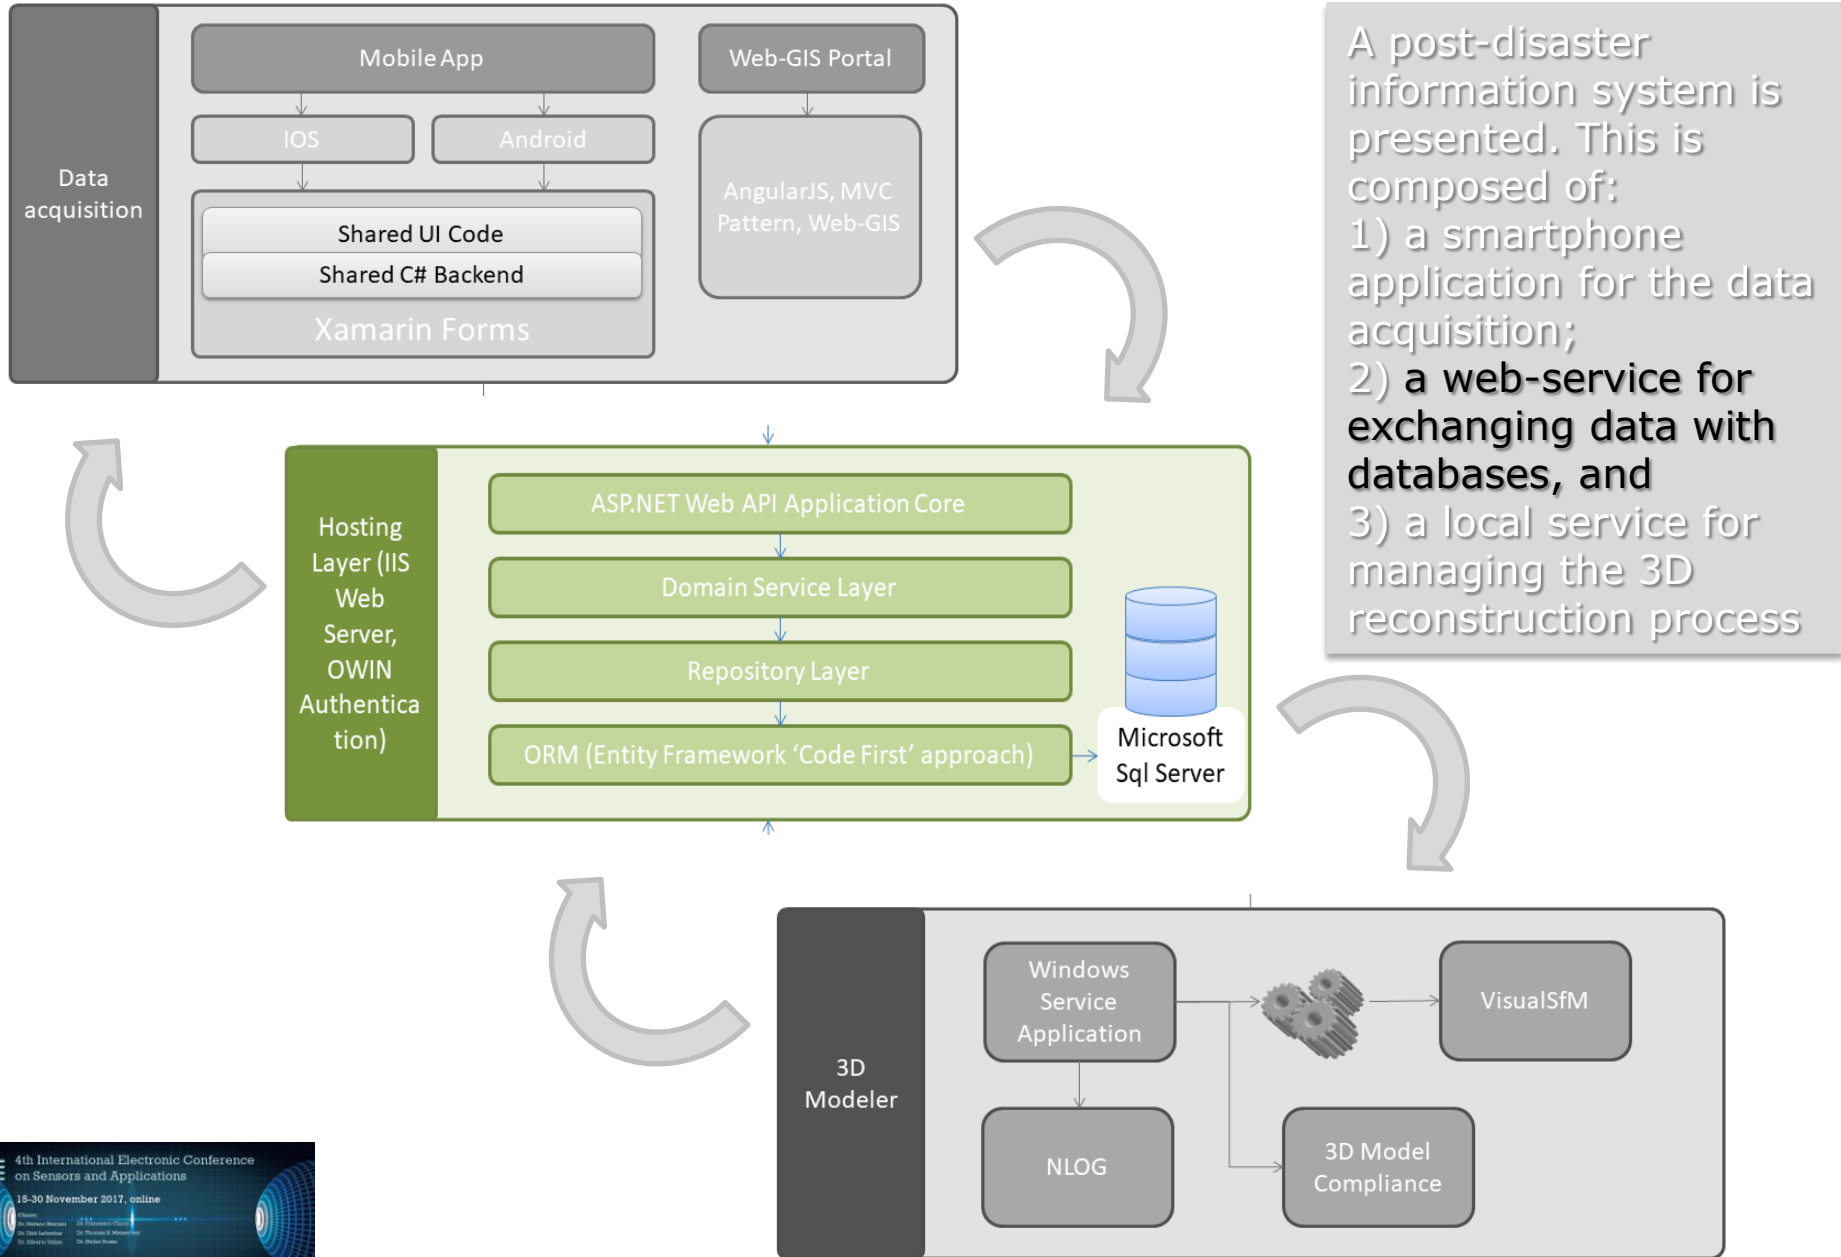 Data
acquisition
Mobile App
IOS
Android
Shared UI Code
Shared C# Backend
Xamarin Forms
Web-GIS Portal
AngularJS, MVC
Pattern, Web-GIS
A post-disaster
information system is
presented. This is
composed of:
1) a smartphone
application for the data
acquisition;
2) a web-service for
exchanging data with
databases, and
3) a local service for
managing the 3D
reconstruction process
Hosting
Layer (IIS
Web
Server,
OWIN
Authentica
tion)
ASP.NET Web API Application Core
Domain Service Layer
Repository Layer
ORM (Entity Framework ‘Code First’ approach)
Microsoft
Sql Server
3D
Modeler
Windows
Service
Application
VisualSfM
NLOG
3D Model
Compliance
4th International Electronic Conference
on Sensors and Applications
15-30 November 2017, online
Chairs: